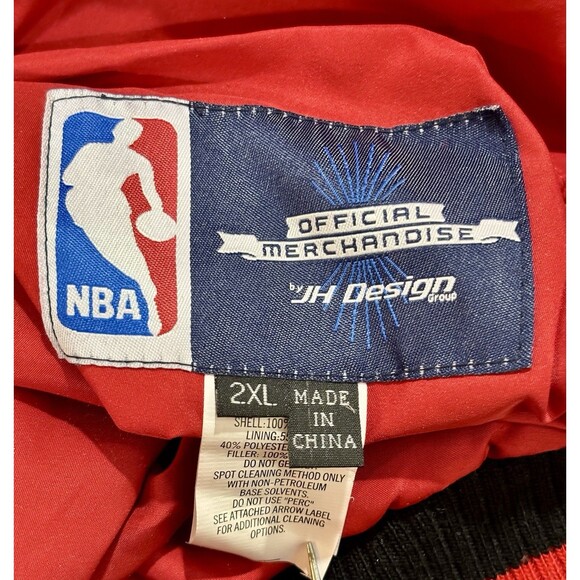 NBA
OFFICIAL
MERCHANDISE
by JH Design
Group
2XL
MADE
IN
CHINA
SHELL: 100%
LINING: 5
40% POLYESTE
FILLER: 100%
DO NOT
SPOT CLEANING METHOD ONLY
WITH NON-PETROLEUM
BASE SOLVENTS.
DO NOT USE "PERC"
SEE ATTACHED ARROW LABEL
FOR ADDITIONAL CLEANING
OPTIONS.